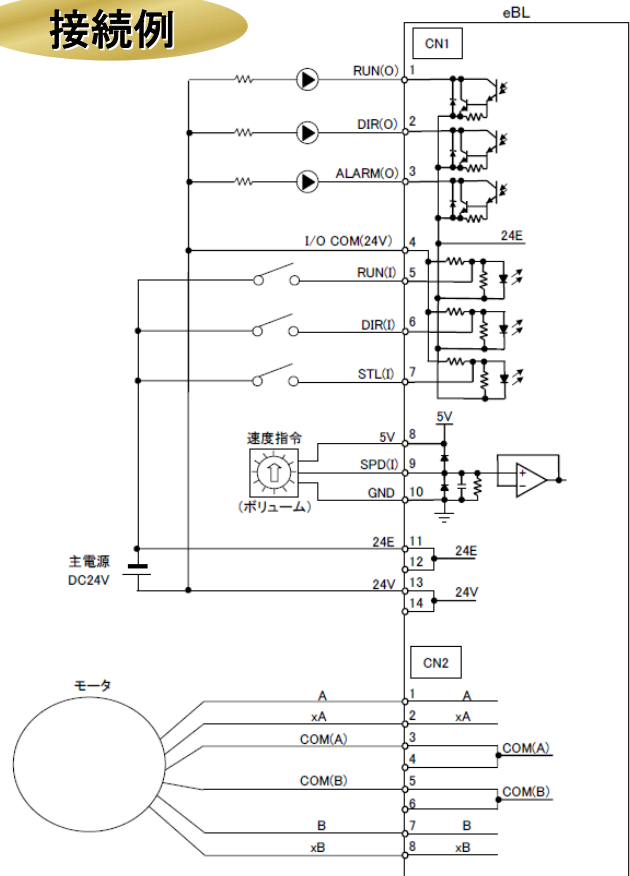 接続例
eBL
CN1
RUN(O) 1
DIR(O) 2
ALARM(O) 3
I/O COM(24V) 4
24E
RUN(I) 5
DIR(I) 6
STL(I) 7
5V
速度指令
5V 8
SPD(I) 9
GND 10
(ボリューム)
24E 11
24E
12
主電源
DC24V
24V 13
24V
14
CN2
モータ
A 1 A
xA 2 xA
COM(A) 3
COM(A)
4
COM(B) 5
COM(B)
6
B 7 B
xB 8 xB